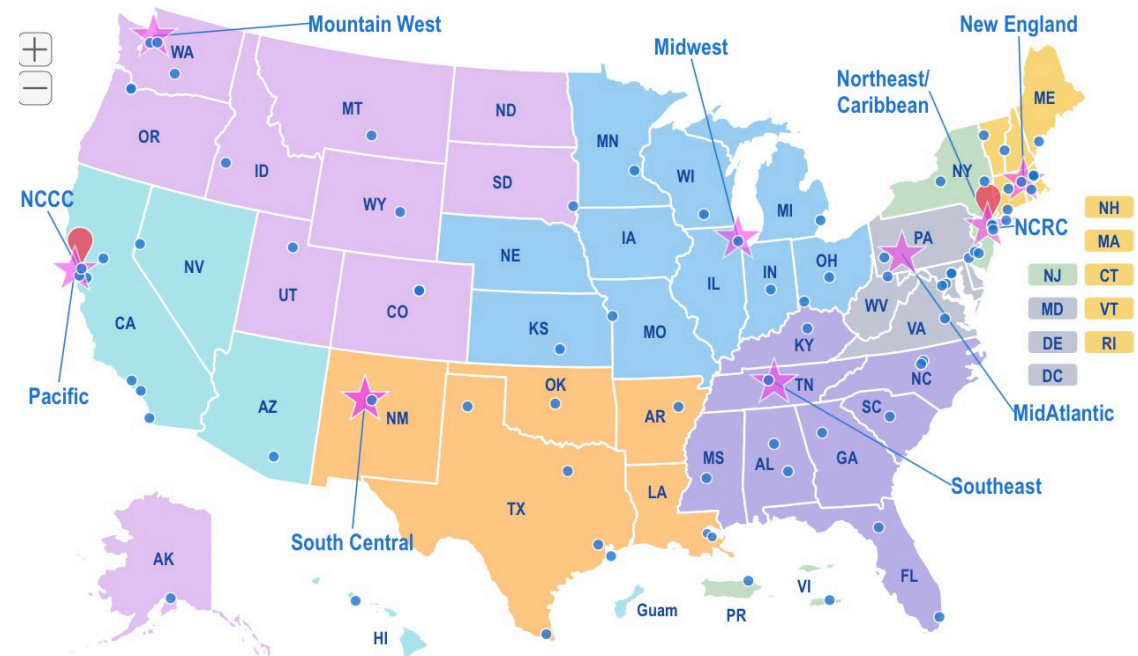 +
−
Mountain West
Midwest
New England
Northeast/
Caribbean
NCCC
NCRC
Pacific
South Central
Southeast
MidAtlantic
WA
OR
ID
MT
ND
SD
WY
UT
CO
CA
NV
AZ
NM
TX
OK
AR
LA
MN
WI
MI
IA
NE
KS
MO
IL
IN
OH
KY
TN
NC
SC
MS
AL
GA
FL
WV
VA
PA
NY
ME
NH
MA
NJ
CT
MD
VT
DE
RI
DC
AK
HI
Guam
PR
VI